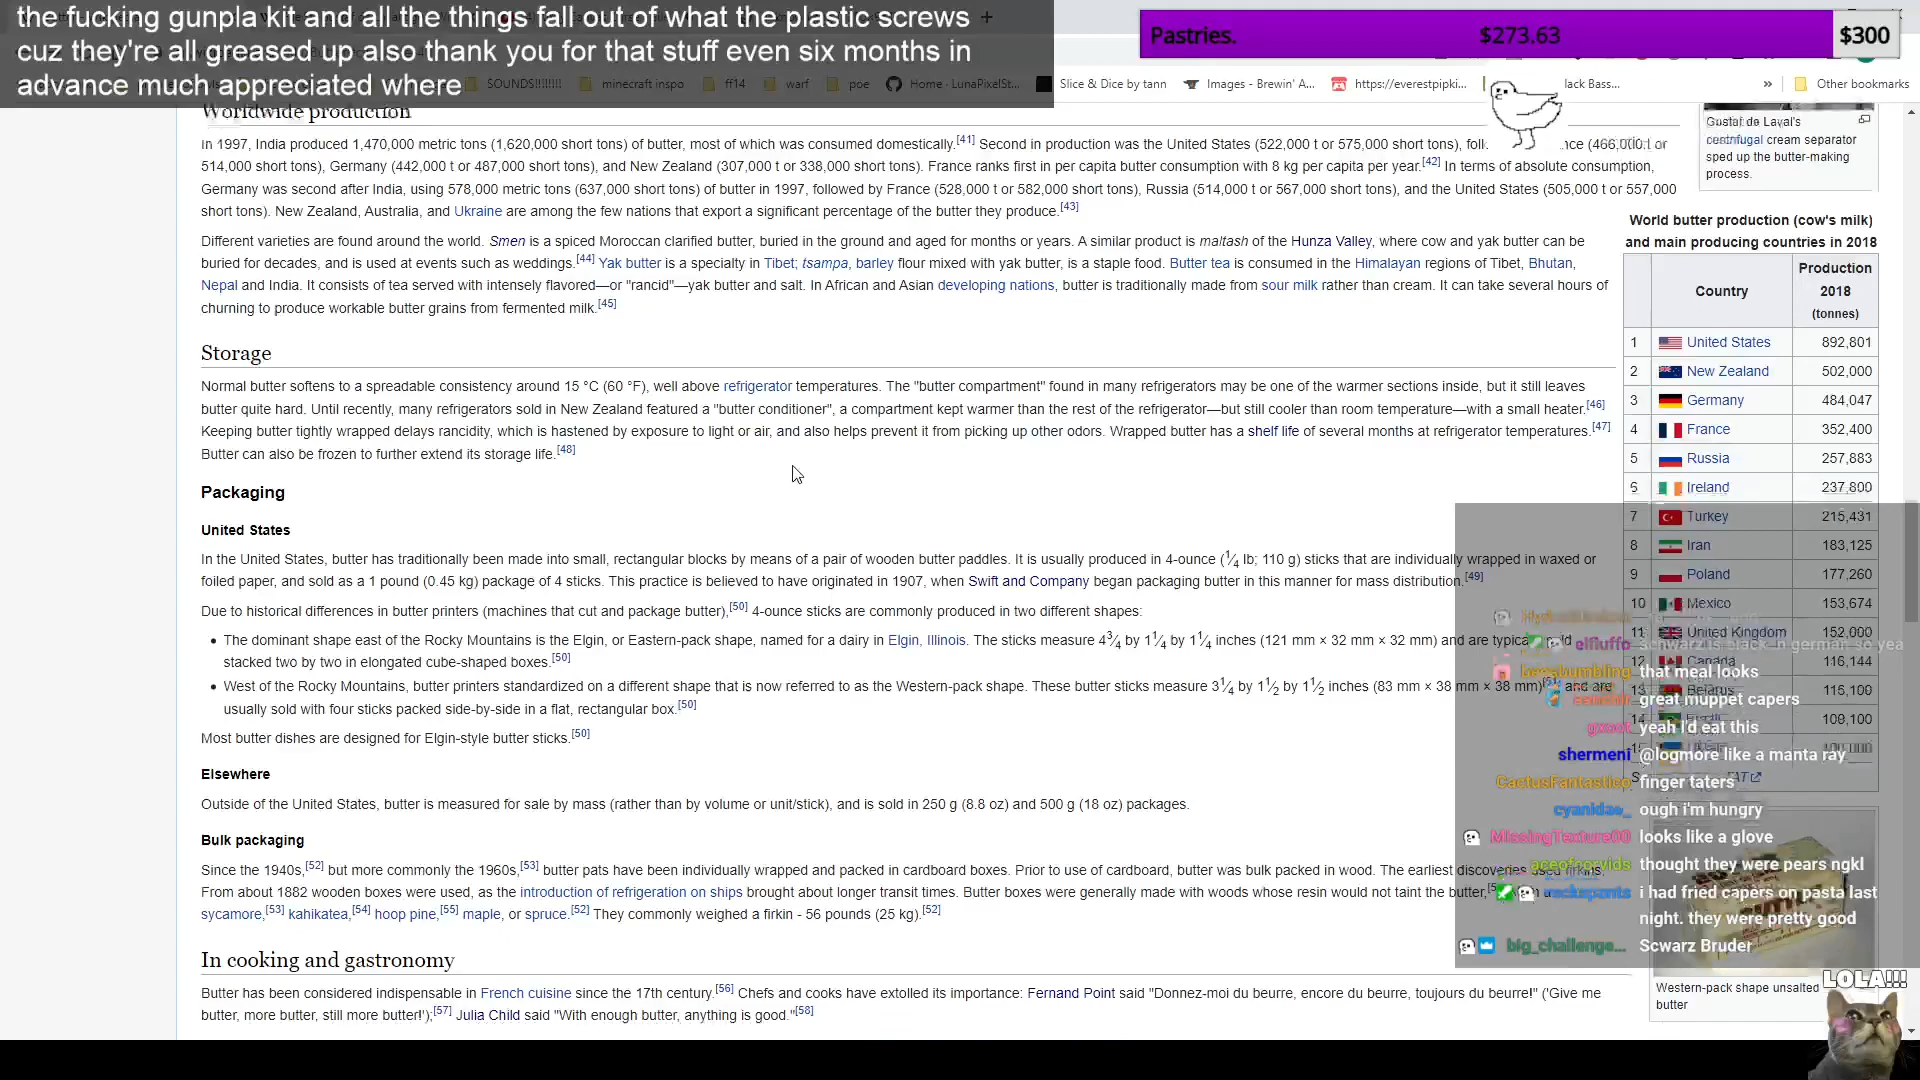 the fucking gunpla kit and all the things fall out of what the plastic screws
cuz they're all greased up also thank you for that stuff even six months in
advance much appreciated where
Pastries.
$273.63
$300
SOUNDS!!!!!!!!
minecraft inspo
ff14
warf
poe
Home · LunaPixelSt...
Slice & Dice by tann
Images - Brewin' A...
https://everestpipki...
lack Bass...
»
Other bookmarks
Worldwide production
In 1997, India produced 1,470,000 metric tons (1,620,000 short tons) of butter, most of which was consumed domestically.[41] Second in production was the United States (522,000 t or 575,000 short tons), foll nce (466,000 t or
514,000 short tons), Germany (442,000 t or 487,000 short tons), and New Zealand (307,000 t or 338,000 short tons). France ranks first in per capita butter consumption with 8 kg per capita per year.[42] In terms of absolute consumption,
Germany was second after India, using 578,000 metric tons (637,000 short tons) of butter in 1997, followed by France (528,000 t or 582,000 short tons), Russia (514,000 t or 567,000 short tons), and the United States (505,000 t or 557,000
short tons). New Zealand, Australia, and Ukraine are among the few nations that export a significant percentage of the butter they produce.[43]
Different varieties are found around the world. Smen is a spiced Moroccan clarified butter, buried in the ground and aged for months or years. A similar product is maltash of the Hunza Valley, where cow and yak butter can be
buried for decades, and is used at events such as weddings.[44] Yak butter is a specialty in Tibet; tsampa, barley flour mixed with yak butter, is a staple food. Butter tea is consumed in the Himalayan regions of Tibet, Bhutan,
Nepal and India. It consists of tea served with intensely flavored—or "rancid"—yak butter and salt. In African and Asian developing nations, butter is traditionally made from sour milk rather than cream. It can take several hours of
churning to produce workable butter grains from fermented milk.[45]
Storage
Normal butter softens to a spreadable consistency around 15 °C (60 °F), well above refrigerator temperatures. The "butter compartment" found in many refrigerators may be one of the warmer sections inside, but it still leaves
butter quite hard. Until recently, many refrigerators sold in New Zealand featured a "butter conditioner", a compartment kept warmer than the rest of the refrigerator—but still cooler than room temperature—with a small heater.[46]
Keeping butter tightly wrapped delays rancidity, which is hastened by exposure to light or air, and also helps prevent it from picking up other odors. Wrapped butter has a shelf life of several months at refrigerator temperatures.[47]
Butter can also be frozen to further extend its storage life.[48]
Packaging
United States
In the United States, butter has traditionally been made into small, rectangular blocks by means of a pair of wooden butter paddles. It is usually produced in 4-ounce (1⁄4 lb; 110 g) sticks that are individually wrapped in waxed or
foiled paper, and sold as a 1 pound (0.45 kg) package of 4 sticks. This practice is believed to have originated in 1907, when Swift and Company began packaging butter in this manner for mass distribution.[49]
Due to historical differences in butter printers (machines that cut and package butter),[50] 4-ounce sticks are commonly produced in two different shapes:
• The dominant shape east of the Rocky Mountains is the Elgin, or Eastern-pack shape, named for a dairy in Elgin, Illinois. The sticks measure 4 3⁄4 by 1 1⁄4 by 1 1⁄4 inches (121 mm × 32 mm × 32 mm) and are
stacked two by two in elongated cube-shaped boxes.[50]
• West of the Rocky Mountains, butter printers standardized on a different shape that is now referred to as the Western-pack shape. These butter sticks measure 3 1⁄4 by 1 1⁄2 by 1 1⁄2 inches (83 mm × 38 mm × 38 mm) and are
usually sold with four sticks packed side-by-side in a flat, rectangular box.[50]
Most butter dishes are designed for Elgin-style butter sticks.[50]
Elsewhere
Outside of the United States, butter is measured for sale by mass (rather than by volume or unit/stick), and is sold in 250 g (8.8 oz) and 500 g (18 oz) packages.
Bulk packaging
Since the 1940s,[52] but more commonly the 1960s,[53] butter pats have been individually wrapped and packed in cardboard boxes. Prior to use of cardboard, butter was bulk packed in wood. The earliest discoveries used firkins.
From about 1882 wooden boxes were used, as the introduction of refrigeration on ships brought about longer transit times. Butter boxes were generally made with woods whose resin would not taint the butter,
sycamore,[53] kahikatea,[54] hoop pine,[55] maple, or spruce.[52] They commonly weighed a firkin - 56 pounds (25 kg).[52]
In cooking and gastronomy
Butter has been considered indispensable in French cuisine since the 17th century.[56] Chefs and cooks have extolled its importance: Fernand Point said "Donnez-moi du beurre, encore du beurre, toujours du beurre!" ('Give me
butter, more butter, still more butter!');[57] Julia Child said "With enough butter, anything is good."[58]
Gustaf de Laval's
centrifugal cream separator
sped up the butter-making
process.
World butter production (cow's milk)
and main producing countries in 2018
Country
Production
2018
(tonnes)
1 United States 892,801
2 New Zealand 502,000
3 Germany 484,047
4 France 352,400
5 Russia 257,883
6 Ireland 237,800
7 Turkey 215,431
8 Iran 183,125
9 Poland 177,260
10 Mexico 153,674
11 United Kingdom 152,000
12 Canada 116,144
13 Belarus 115,100
14 109,100
elfluffo schwarz is black in german so yea
beesbumbling that meal looks
great muppet capers
gxoot yeah I'd eat this
shermeni @logmore like a manta ray
CactusFantastico finger taters
cyanidae_ ough i'm hungry
MissingTexture00 looks like a glove
aceofcorvids thought they were pears ngkl
i had fried capers on pasta last
night. they were pretty good
big_challenge... Scwarz Bruder
Western-pack shape unsalted
butter
LOLA!!!